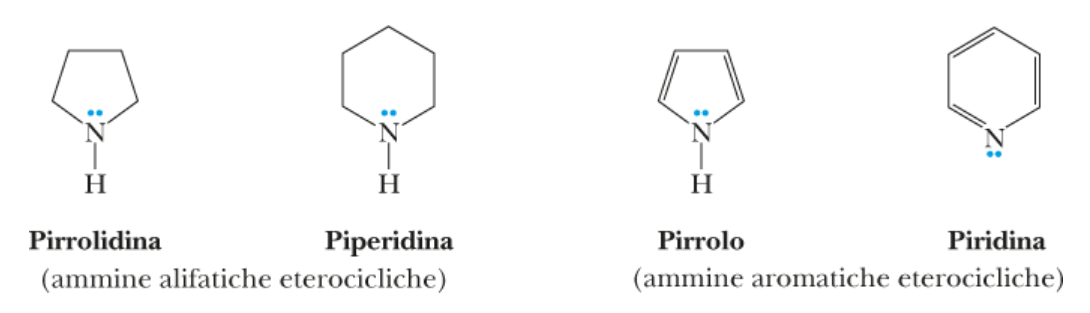 N N N N
H H H
Pirrolidina Piperidina Pirrolo Piridina
(ammine alifatiche eterocicliche) (ammine aromatiche eterocicliche)